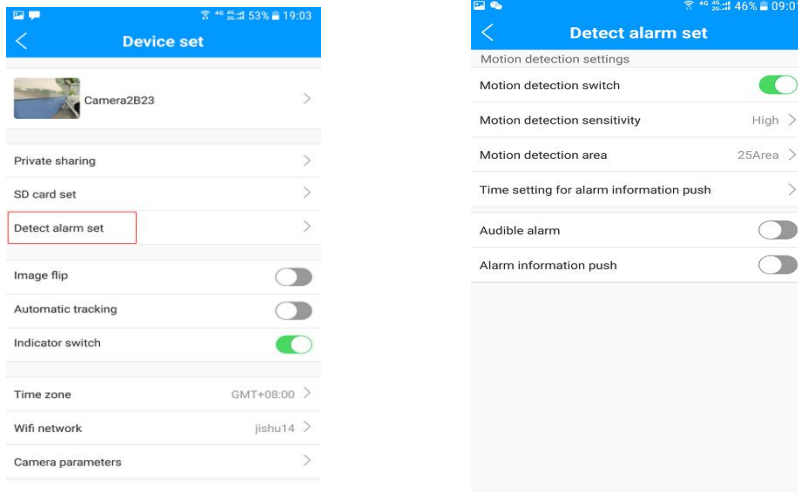 53% 19:03
Device set
Camera2B23
Private sharing
SD card set
Detect alarm set
Image flip
Automatic tracking
Indicator switch
Time zone GMT+08:00
Wifi network jishu14
Camera parameters
46% 09:01
Detect alarm set
Motion detection settings
Motion detection switch
Motion detection sensitivity High
Motion detection area 25Area
Time setting for alarm information push
Audible alarm
Alarm information push